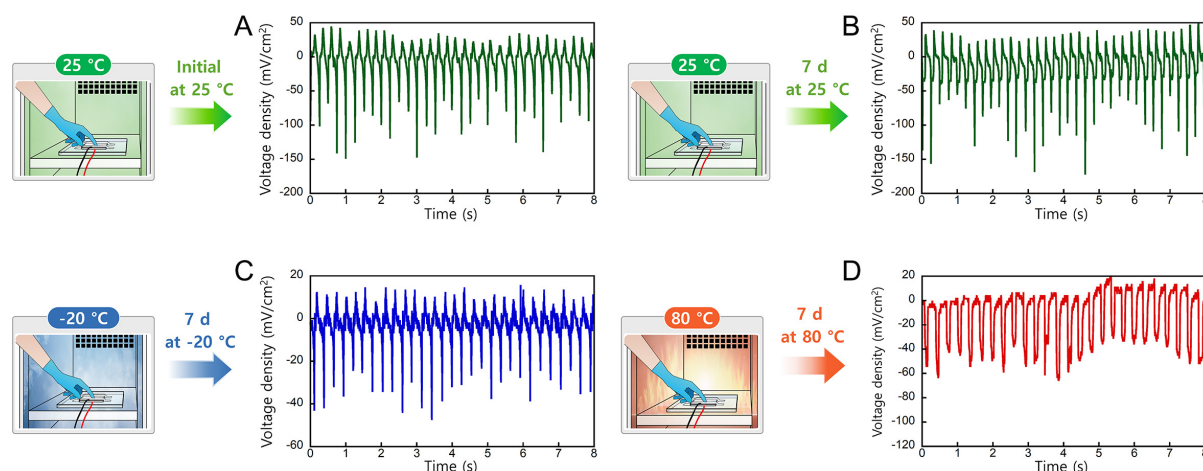 A
25 °C
Initial
at 25 °C
Voltage density (mV/cm²)
50
0
-50
-100
-150
-200
0 1 2 3 4 5 6 7 8
Time (s)
B
25 °C
7 d
at 25 °C
Voltage density (mV/cm²)
50
0
-50
-100
-150
-200
0 1 2 3 4 5 6 7
Time (s)
C
-20 °C
7 d
at -20 °C
Voltage density (mV/cm²)
20
0
-20
-40
-60
0 1 2 3 4 5 6 7 8
Time (s)
D
80 °C
7 d
at 80 °C
Voltage density (mV/cm²)
20
0
-20
-40
-60
-80
-100
-120
0 1 2 3 4 5 6 7
Time (s)